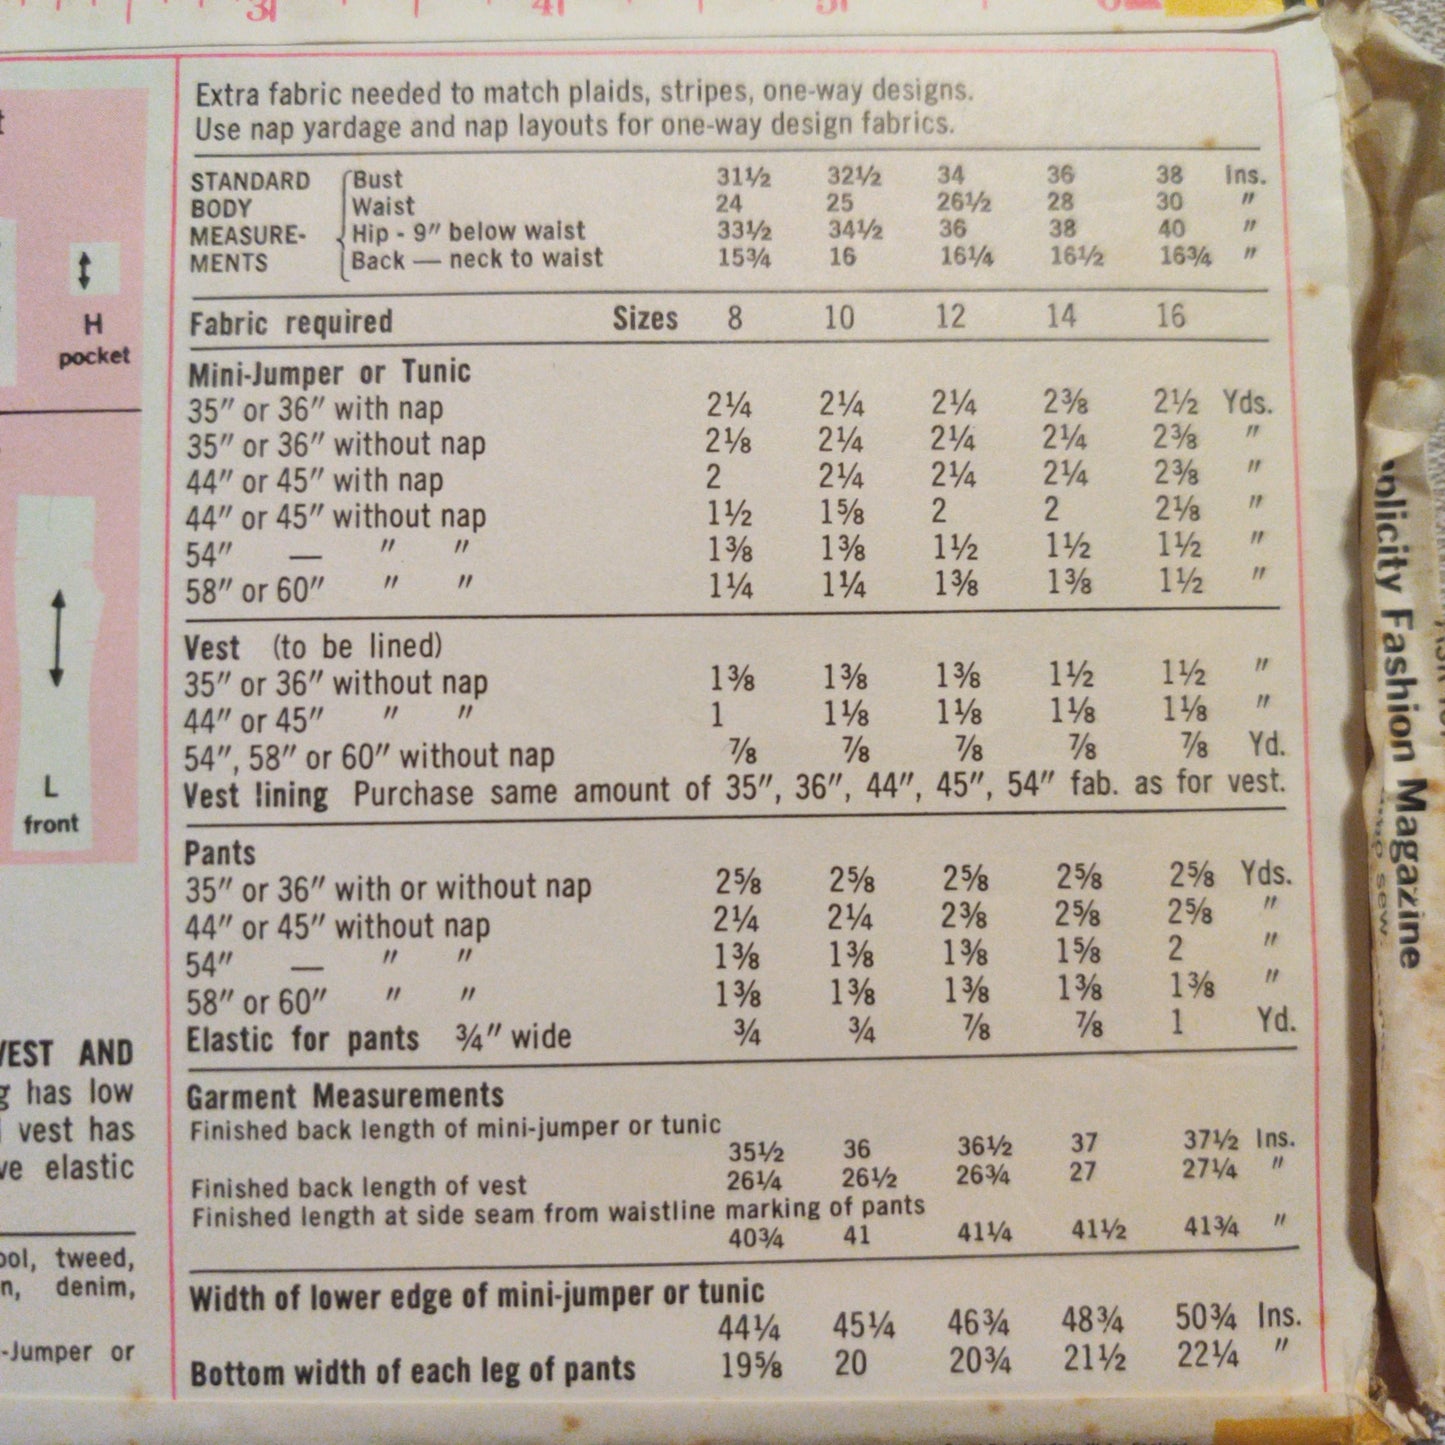 31 41 51
Extra fabric needed to match plaids, stripes, one-way designs.
Use nap yardage and nap layouts for one-way design fabrics.
STANDARD Bust 31½ 32½ 34 36 38 Ins.
BODY Waist 24 25 26½ 28 30 "
MEASURE- Hip - 9" below waist 33½ 34½ 36 38 40 "
MENTS Back — neck to waist 15¾ 16 16¼ 16½ 16¾ "
Fabric required Sizes 8 10 12 14 16
Mini-Jumper or Tunic
35" or 36" with nap 2¼ 2¼ 2¼ 2⅜ 2½ Yds.
35" or 36" without nap 2⅛ 2¼ 2¼ 2¼ 2⅜ "
44" or 45" with nap 2 2¼ 2¼ 2¼ 2⅜ "
44" or 45" without nap 1½ 1⅝ 2 2 2⅛ "
54" — " " 1⅜ 1⅜ 1½ 1½ 1½ "
58" or 60" " " 1¼ 1¼ 1⅜ 1⅜ 1½ "
Vest (to be lined)
35" or 36" without nap 1⅜ 1⅜ 1⅜ 1½ 1½ "
44" or 45" " " 1 1⅛ 1⅛ 1⅛ 1⅛ "
54", 58" or 60" without nap ⅞ ⅞ ⅞ ⅞ ⅞ Yd.
Vest lining Purchase same amount of 35", 36", 44", 45", 54" fab. as for vest.
Pants
35" or 36" with or without nap 2⅝ 2⅝ 2⅝ 2⅝ 2⅝ Yds.
44" or 45" without nap 2¼ 2¼ 2⅜ 2⅝ 2⅝ "
54" — " " 1⅜ 1⅜ 1⅜ 1⅝ 2 "
58" or 60" " " 1⅜ 1⅜ 1⅜ 1⅜ 1⅜ "
Elastic for pants ¾" wide ¾ ¾ ⅞ ⅞ 1 Yd.
Garment Measurements
Finished back length of mini-jumper or tunic
35½ 36 36½ 37 37½ Ins.
Finished back length of vest 26¼ 26½ 26¾ 27 27¼ "
Finished length at side seam from waistline marking of pants
40¾ 41 41¼ 41½ 41¾ "
Width of lower edge of mini-jumper or tunic
44¼ 45¼ 46¾ 48¾ 50¾ Ins.
Bottom width of each leg of pants 19⅝ 20 20¾ 21½ 22¼ "
H
pocket
L
front
VEST AND
g has low
vest has
ve elastic
ool, tweed,
n, denim,
-Jumper or
plicity Fashion Magazine
sew.